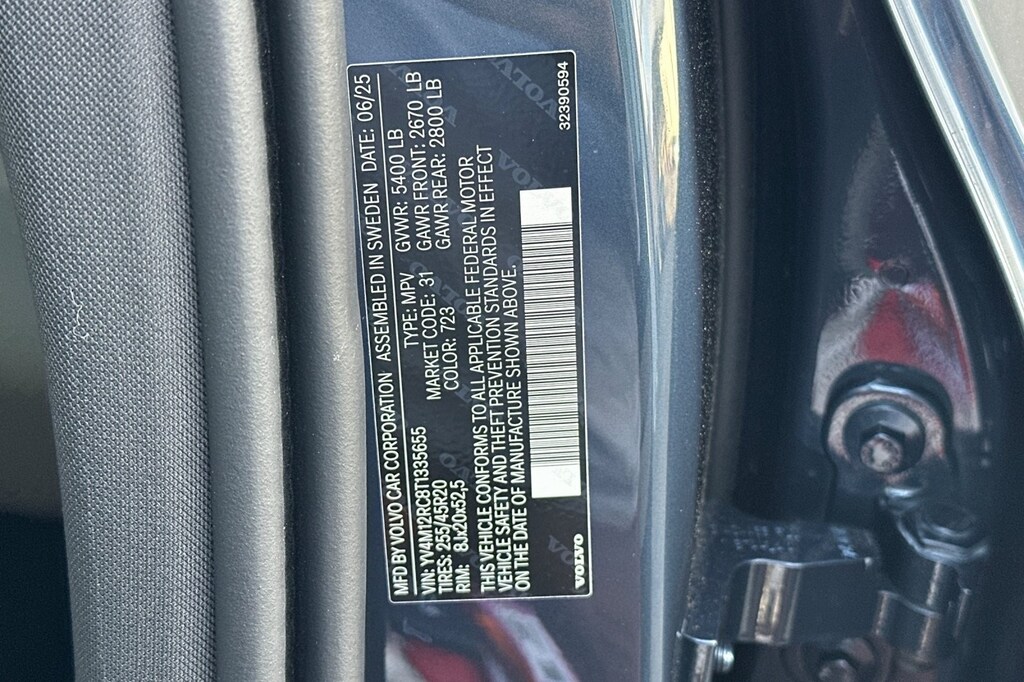 MFD BY VOLVO CAR CORPORATION ASSEMBLED IN SWEDEN DATE: 06/25
VIN: YV4M12RC8T1335655 TYPE: MPV GVWR: 5400 LB
TIRES: 255/45R20 MARKET CODE: 31 GAWR FRONT: 2670 LB
RIM: 8Jx20x52,5 COLOR: 723 GAWR REAR: 2800 LB
THIS VEHICLE CONFORMS TO ALL APPLICABLE FEDERAL MOTOR
VEHICLE SAFETY AND THEFT PREVENTION STANDARDS IN EFFECT
ON THE DATE OF MANUFACTURE SHOWN ABOVE.
VOLVO 32390594